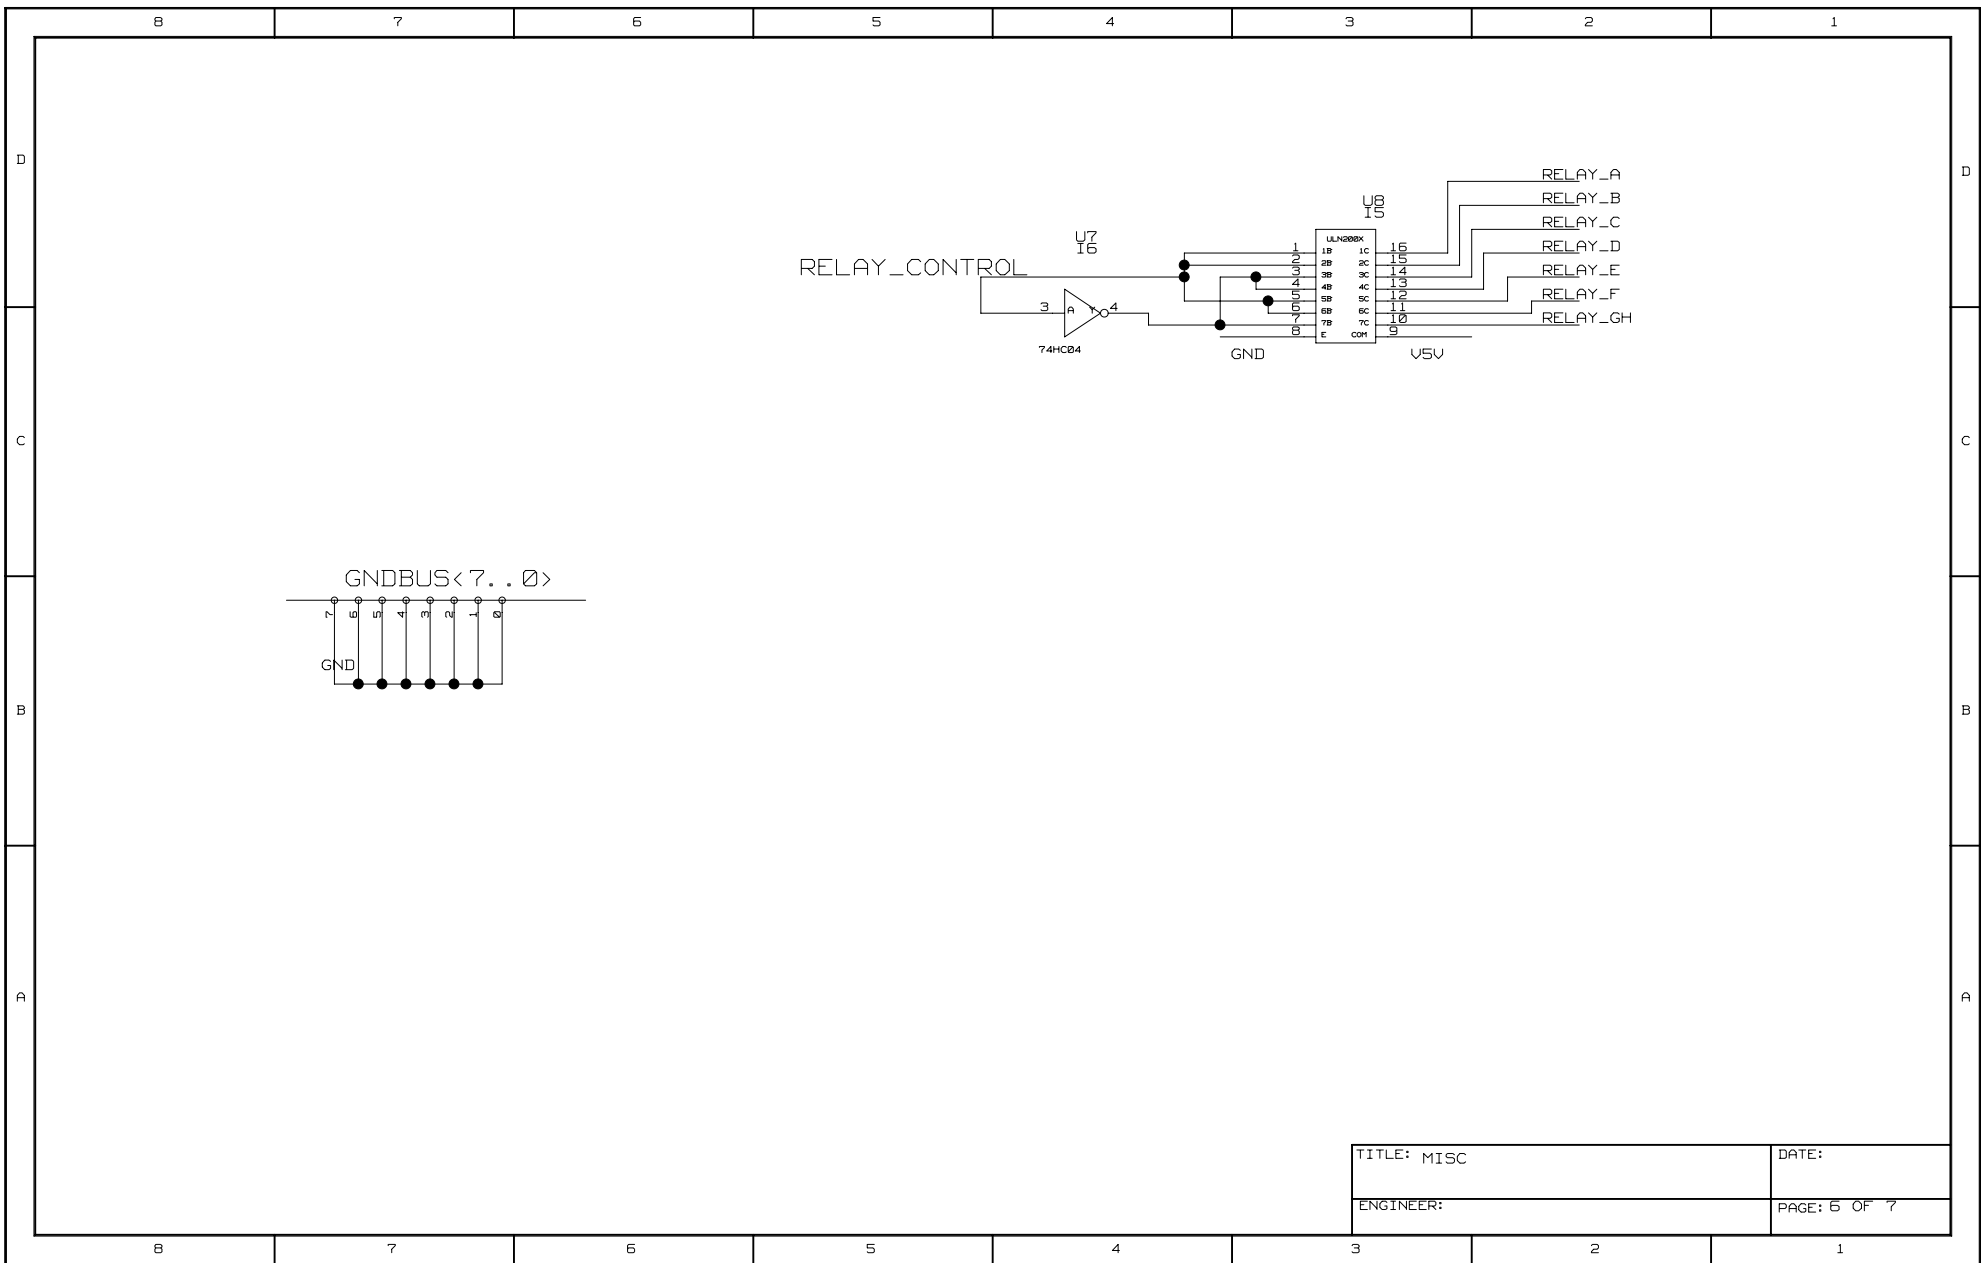 8 7 6 5 4 3 2 1
D D
RELAY_A
RELAY_B
RELAY_C
RELAY_D
RELAY_E
RELAY_F
RELAY_GH
U8
I5
ULN200X
1 1B 1C 16
2 2B 2C 15
3 3B 3C 14
4 4B 4C 13
5 5B 5C 12
6 6B 6C 11
7 7B 7C 10
8 E COM 9
GND V5V
U7
I6
RELAY_CONTROL
3 A Y 4
74HC04
C C
GNDBUS<7..0>
7 6 5 4 3 2 1 0
GND
B B
A A
TITLE: MISC DATE:
ENGINEER: PAGE: 6 OF 7
8 7 6 5 4 3 2 1